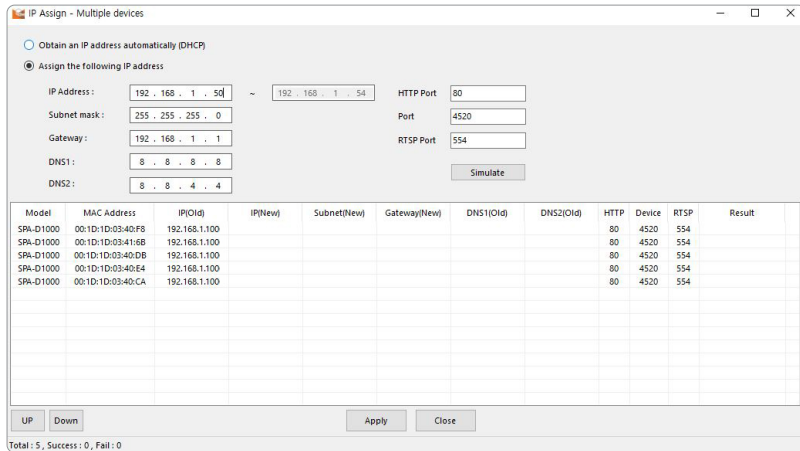 IP Assign - Multiple devices
Obtain an IP address automatically (DHCP)
Assign the following IP address
IP Address : 192 . 168 . 1 . 50 ~ 192 . 168 . 1 . 54 HTTP Port 80
Subnet mask : 255 . 255 . 255 . 0 Port 4520
Gateway : 192 . 168 . 1 . 1 RTSP Port 554
DNS1 : 8 . 8 . 8 . 8
Simulate
DNS2 : 8 . 8 . 4 . 4
Model MAC Address IP(Old) IP(New) Subnet(New) Gateway(New) DNS1(Old) DNS2(Old) HTTP Device RTSP Result
SPA-D1000 00:1D:1D:03:40:F8 192.168.1.100 80 4520 554
SPA-D1000 00:1D:1D:03:41:6B 192.168.1.100 80 4520 554
SPA-D1000 00:1D:1D:03:40:DB 192.168.1.100 80 4520 554
SPA-D1000 00:1D:1D:03:40:E4 192.168.1.100 80 4520 554
SPA-D1000 00:1D:1D:03:40:CA 192.168.1.100 80 4520 554
UP Down Apply Close
Total : 5 , Success : 0 , Fail : 0